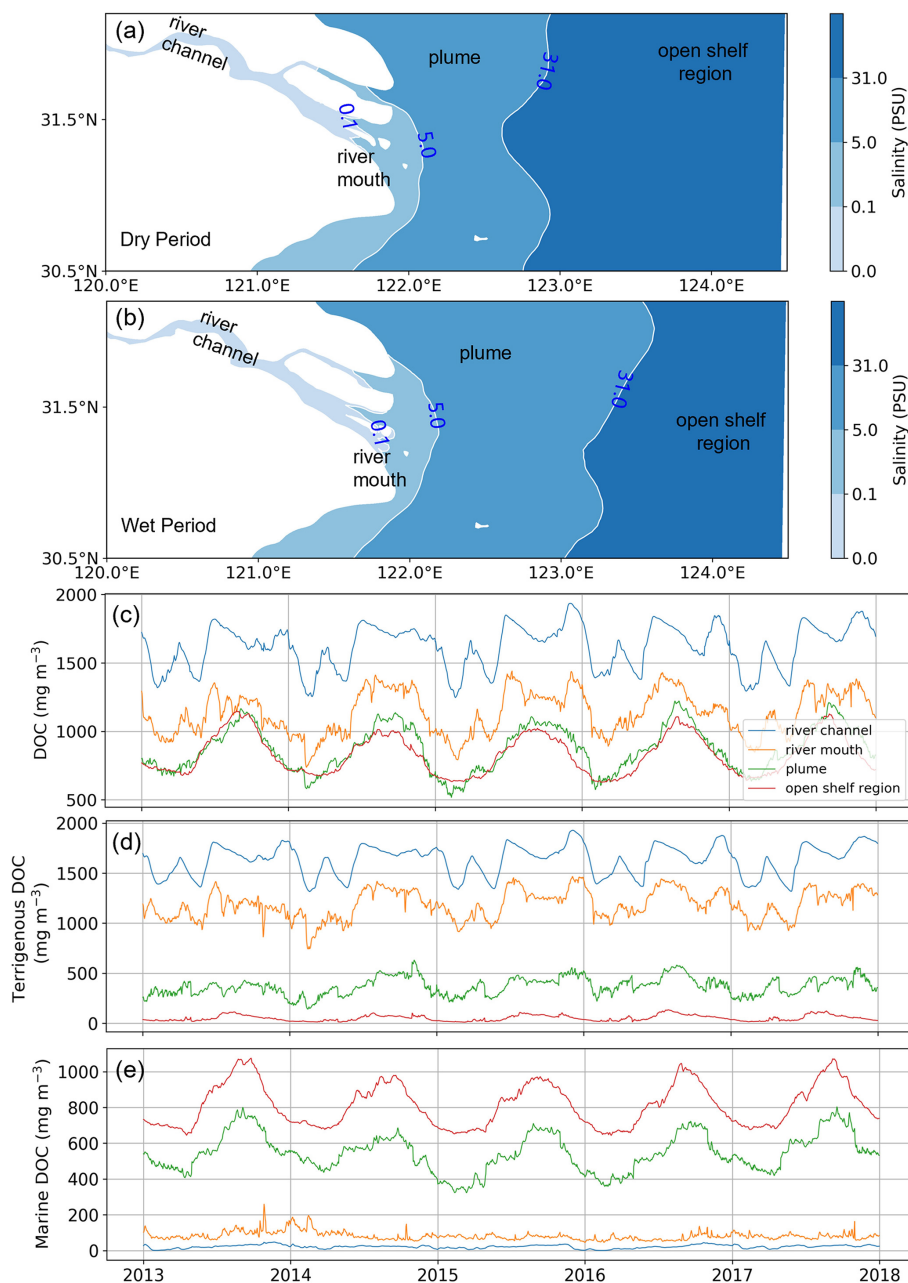 (a)
river
channel
plume
open shelf
region
31.0
0.1
5.0
river
mouth
Dry Period
31.5°N
30.5°N
120.0°E
121.0°E
122.0°E
123.0°E
124.0°E
31.0
5.0
0.1
0.0
Salinity (PSU)
(b)
river
channel
plume
open shelf
region
31.0
5.0
0.1
river
mouth
Wet Period
31.5°N
30.5°N
120.0°E
121.0°E
122.0°E
123.0°E
124.0°E
31.0
5.0
0.1
0.0
Salinity (PSU)
(c)
2000
1500
1000
500
DOC (mg m⁻³)
river channel
river mouth
plume
open shelf region
(d)
2000
1500
1000
500
0
Terrigenous DOC
(mg m⁻³)
(e)
1000
800
600
400
200
0
Marine DOC (mg m⁻³)
2013
2014
2015
2016
2017
2018